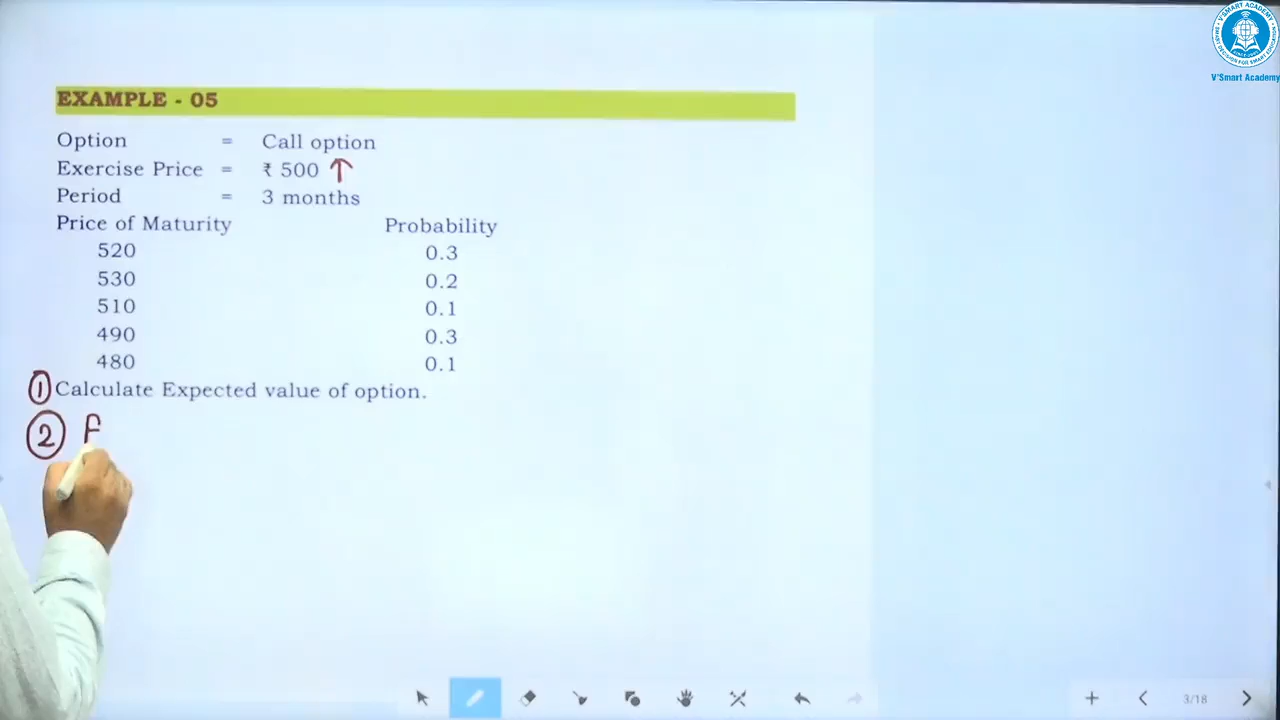 V'SMART ACADEMY
V'Smart Academy
EXAMPLE - 05
Option = Call option
Exercise Price = ₹ 500 ↑
Period = 3 months
Price of Maturity Probability
520 0.3
530 0.2
510 0.1
490 0.3
480 0.1
① Calculate Expected value of option.
②
3/18